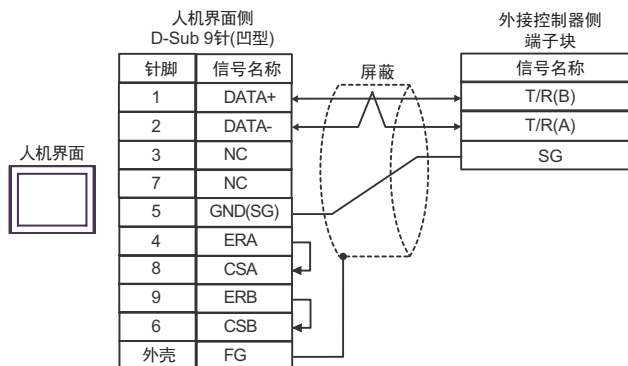 人机界面侧
D-Sub 9针(凹型)
外接控制器侧
端子块
针脚 信号名称
屏蔽
信号名称
1 DATA+
T/R(B)
2 DATA-
T/R(A)
3 NC
SG
人机界面
7 NC
5 GND(SG)
4 ERA
8 CSA
9 ERB
6 CSB
外壳 FG